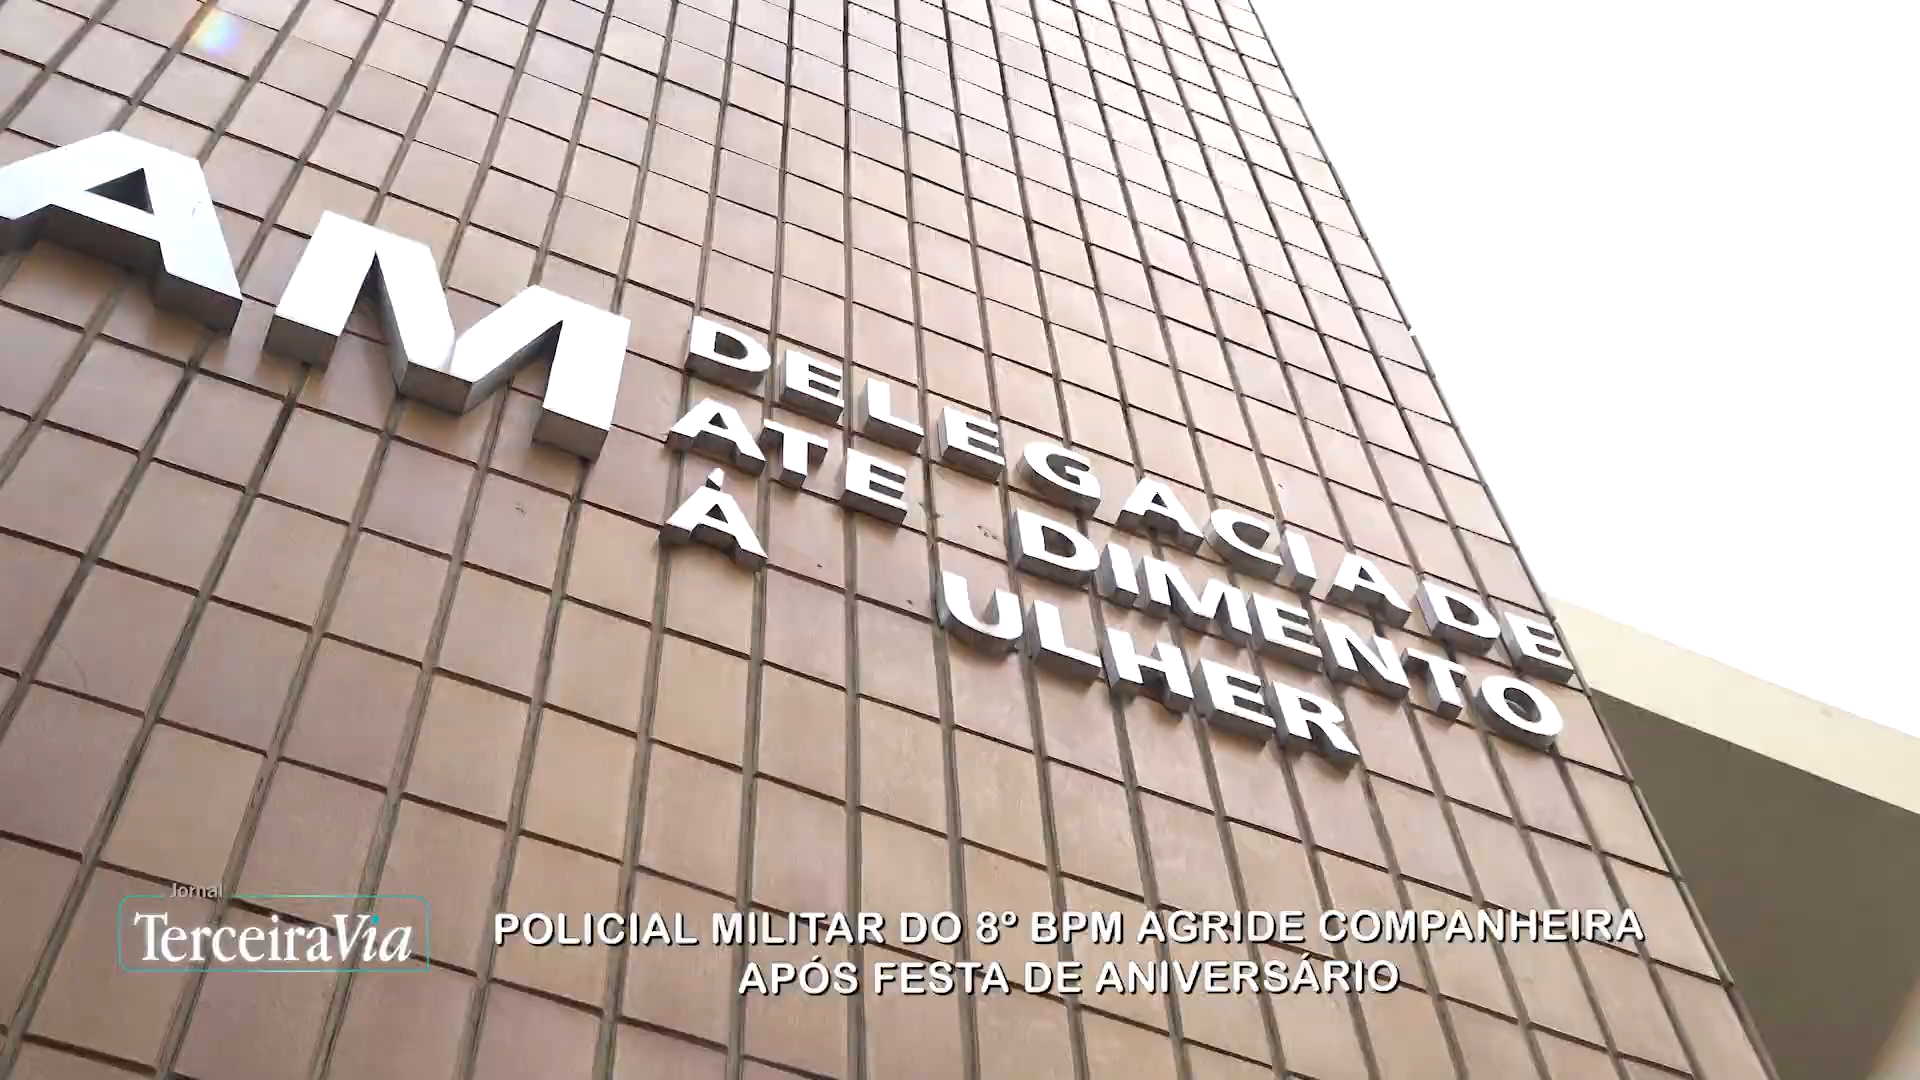 AM
DELEGACIA DE
ATE DIMENTO
À ULHER
Jornal
TerceiraVia
POLICIAL MILITAR DO 8º BPM AGRIDE COMPANHEIRA
APÓS FESTA DE ANIVERSÁRIO